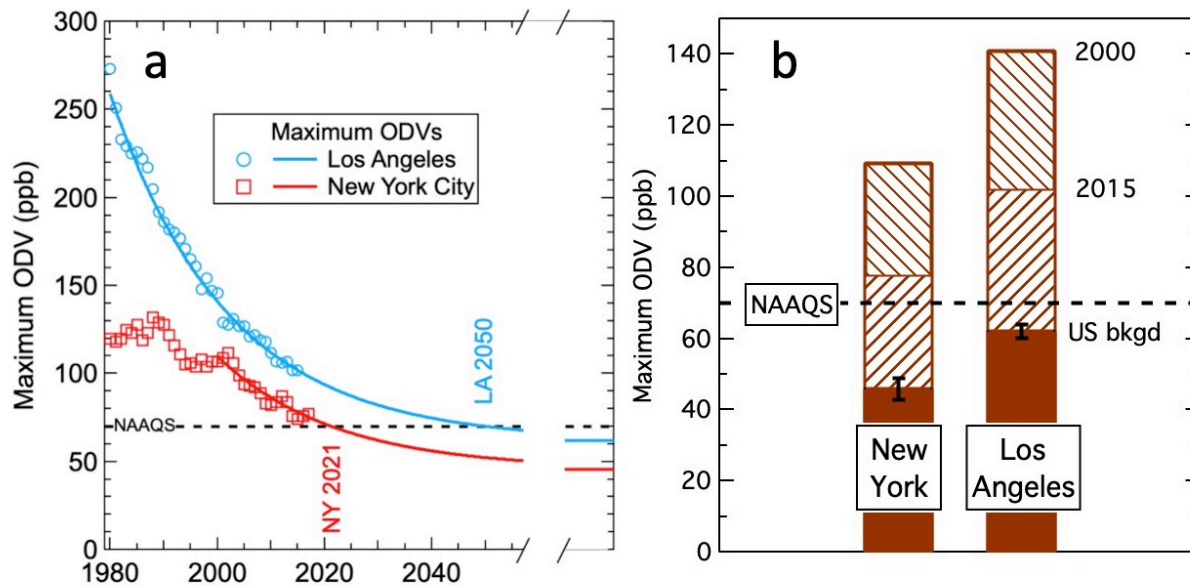 300
250
200
150
100
50
0
Maximum ODV (ppb)
a
Maximum ODVs
Los Angeles
New York City
NAAQS
LA 2050
NY 2021
1980
2000
2020
2040
b
140
120
100
80
60
40
20
0
Maximum ODV (ppb)
2000
2015
NAAQS
US bkgd
New
York
Los
Angeles